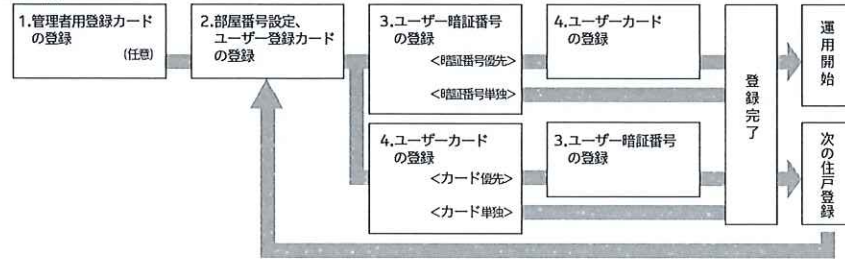 1.管理者用登録カード
の登録
(任意)
2.部屋番号設定、
ユーザー登録カード
の登録
3.ユーザー暗証番号
の登録
<暗証番号優先>
<暗証番号単独>
4.ユーザーカード
の登録
4.ユーザーカード
の登録
<カード優先>
<カード単独>
3.ユーザー暗証番号
の登録
登録完了
運用開始
次の住戸登録